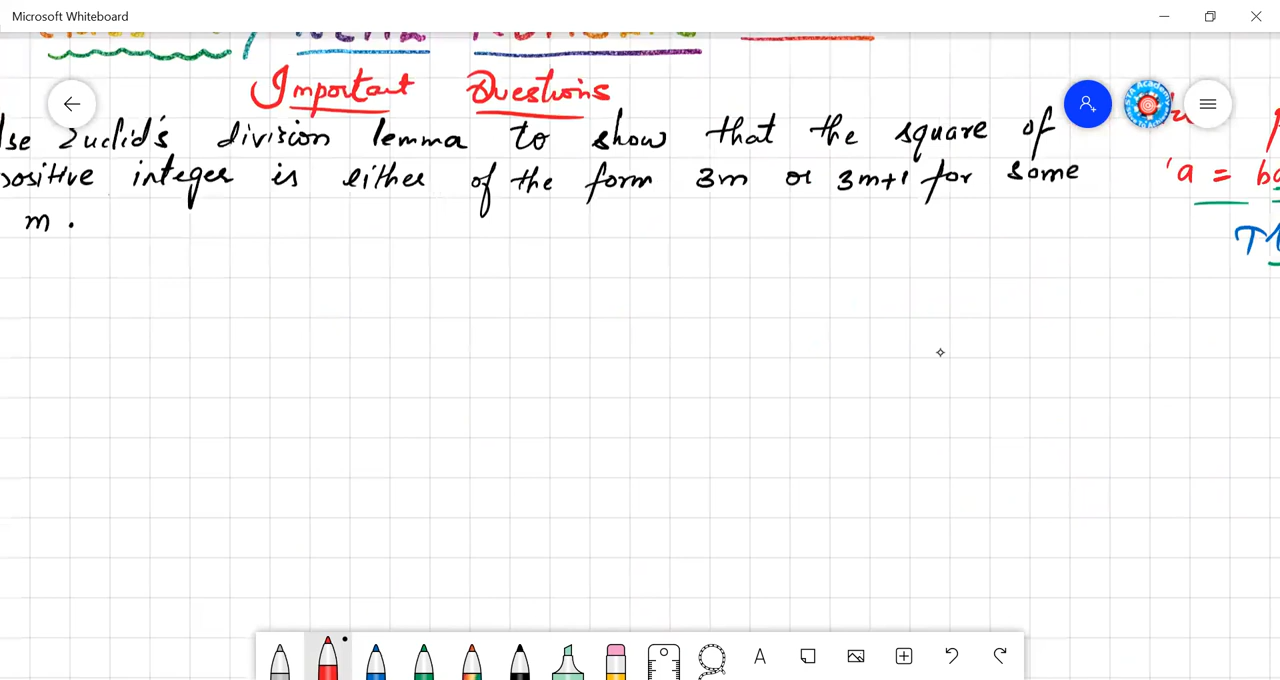 Microsoft Whiteboard
Important Questions
se Euclid's division lemma to show that the square of
positive integer is either of the form 3m or 3m+1 for some
m.
'a = b